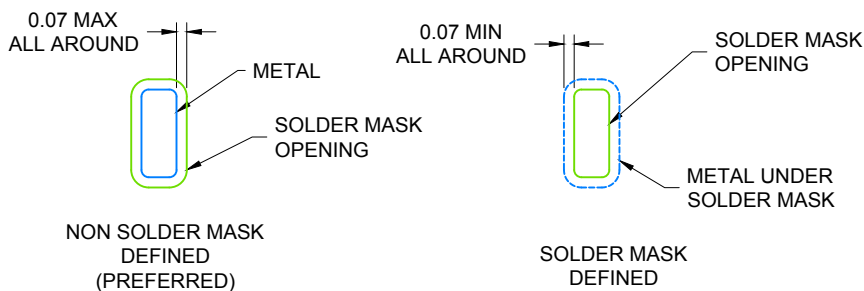 0.07 MAX
ALL AROUND
METAL
SOLDER MASK
OPENING
NON SOLDER MASK
DEFINED
(PREFERRED)
0.07 MIN
ALL AROUND
SOLDER MASK
OPENING
METAL UNDER
SOLDER MASK
SOLDER MASK
DEFINED